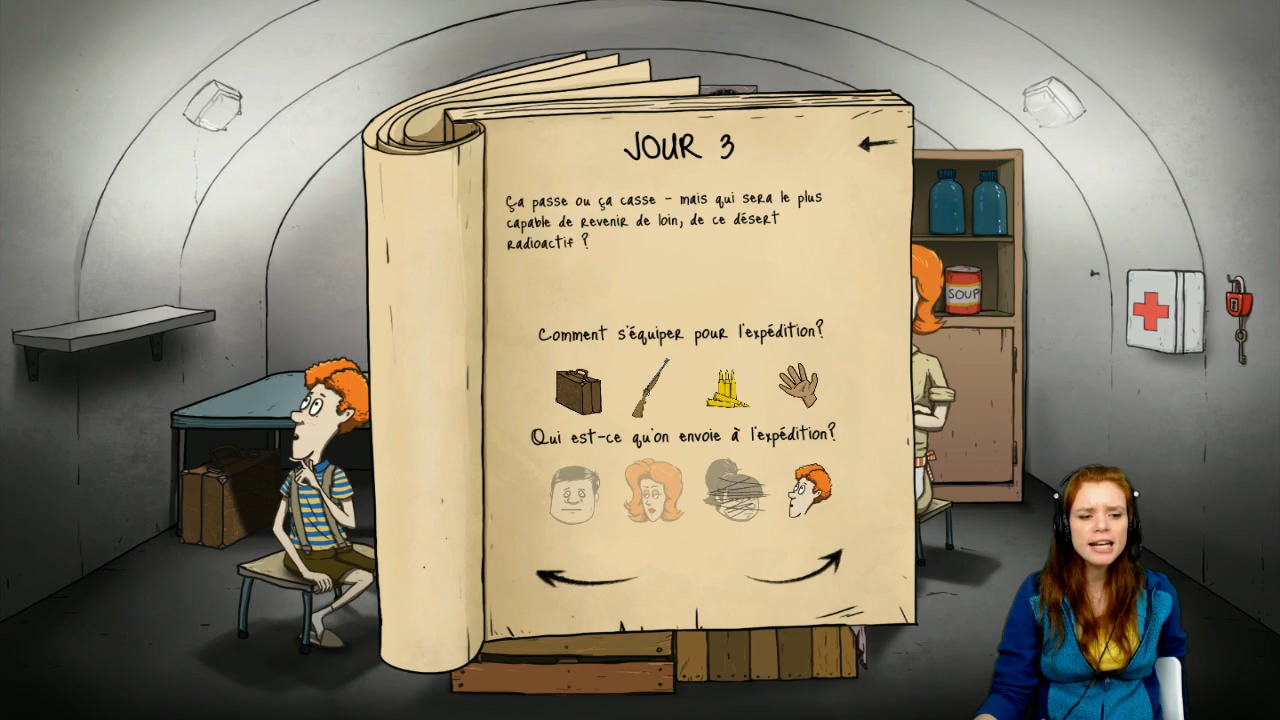 JOUR 3
Ça passe ou ça casse - mais qui sera le plus
capable de revenir de loin, de ce désert
radioactif ?
Comment s'équiper pour l'expédition?
Qui est-ce qu'on envoie à l'expédition?
SOUP